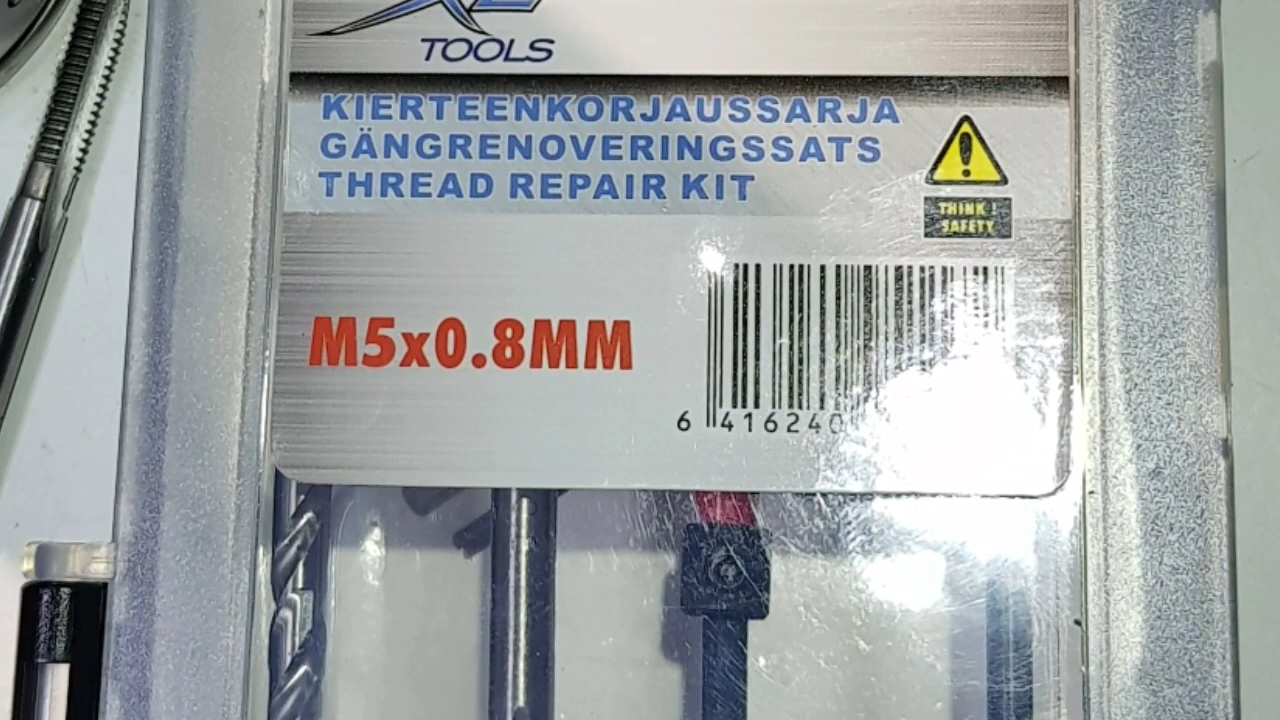 TOOLS
KIERTEENKORJAUSSARJA
GÄNGRENOVERINGSSATS
THREAD REPAIR KIT
THINK!
SAFETY
M5x0.8MM
6 416240